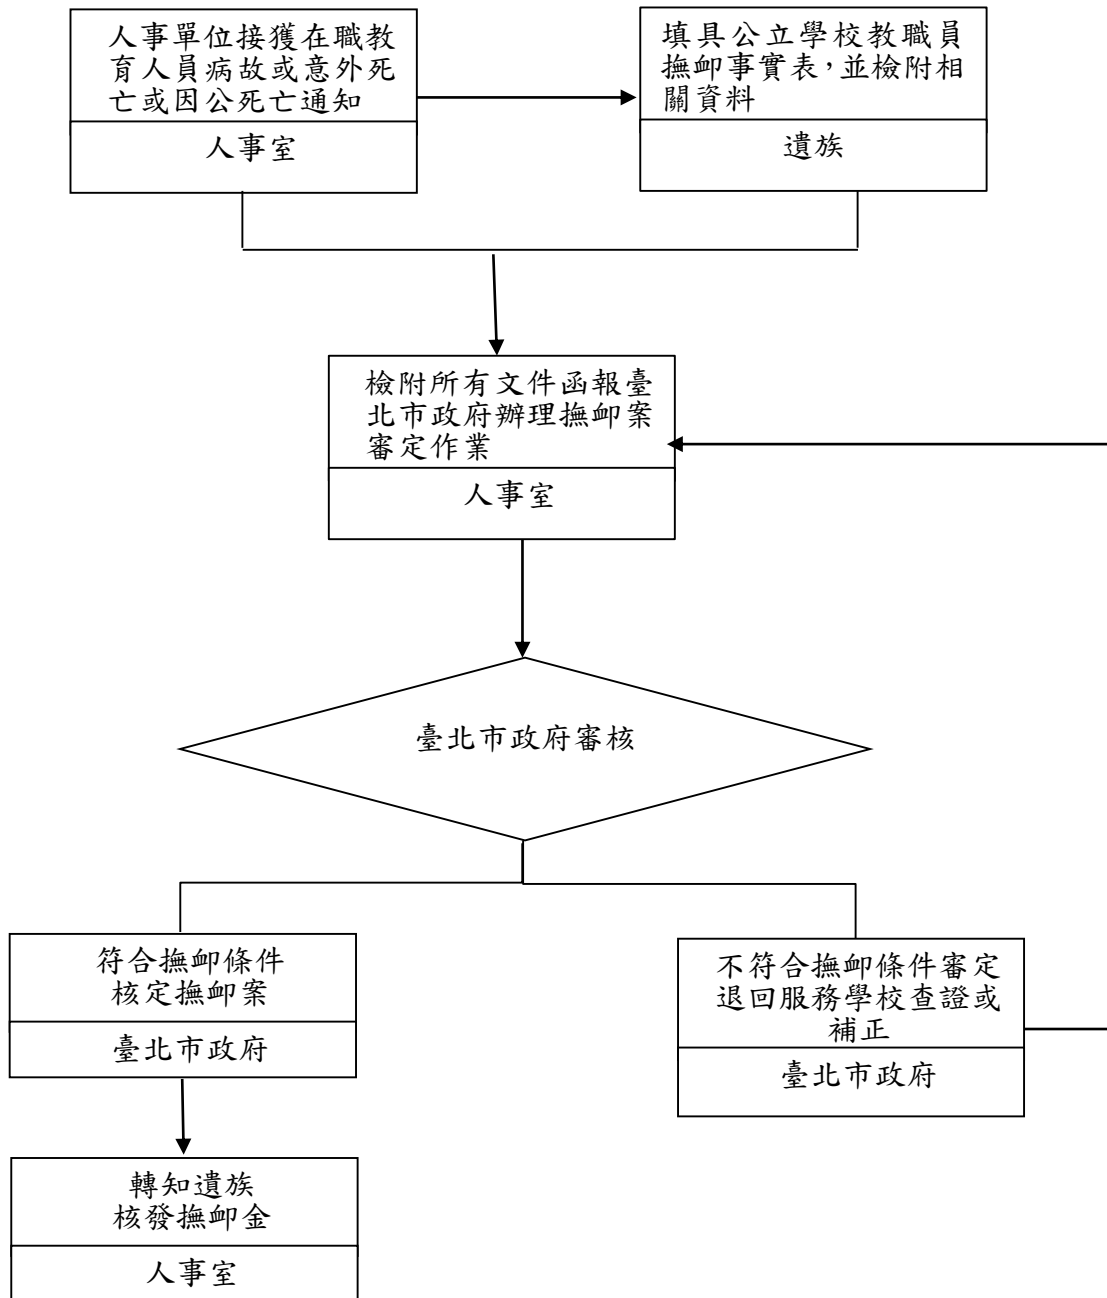 人事單位接獲在職教
育人員病故或意外死
亡或因公死亡通知
人事室
填具公立學校教職員
撫卹事實表，並檢附相
關資料
遺族
檢附所有文件函報臺
北市政府辦理撫卹案
審定作業
人事室
臺北市政府審核
符合撫卹條件
核定撫卹案
臺北市政府
不符合撫卹條件審定
退回服務學校查證或
補正
臺北市政府
轉知遺族
核發撫卹金
人事室